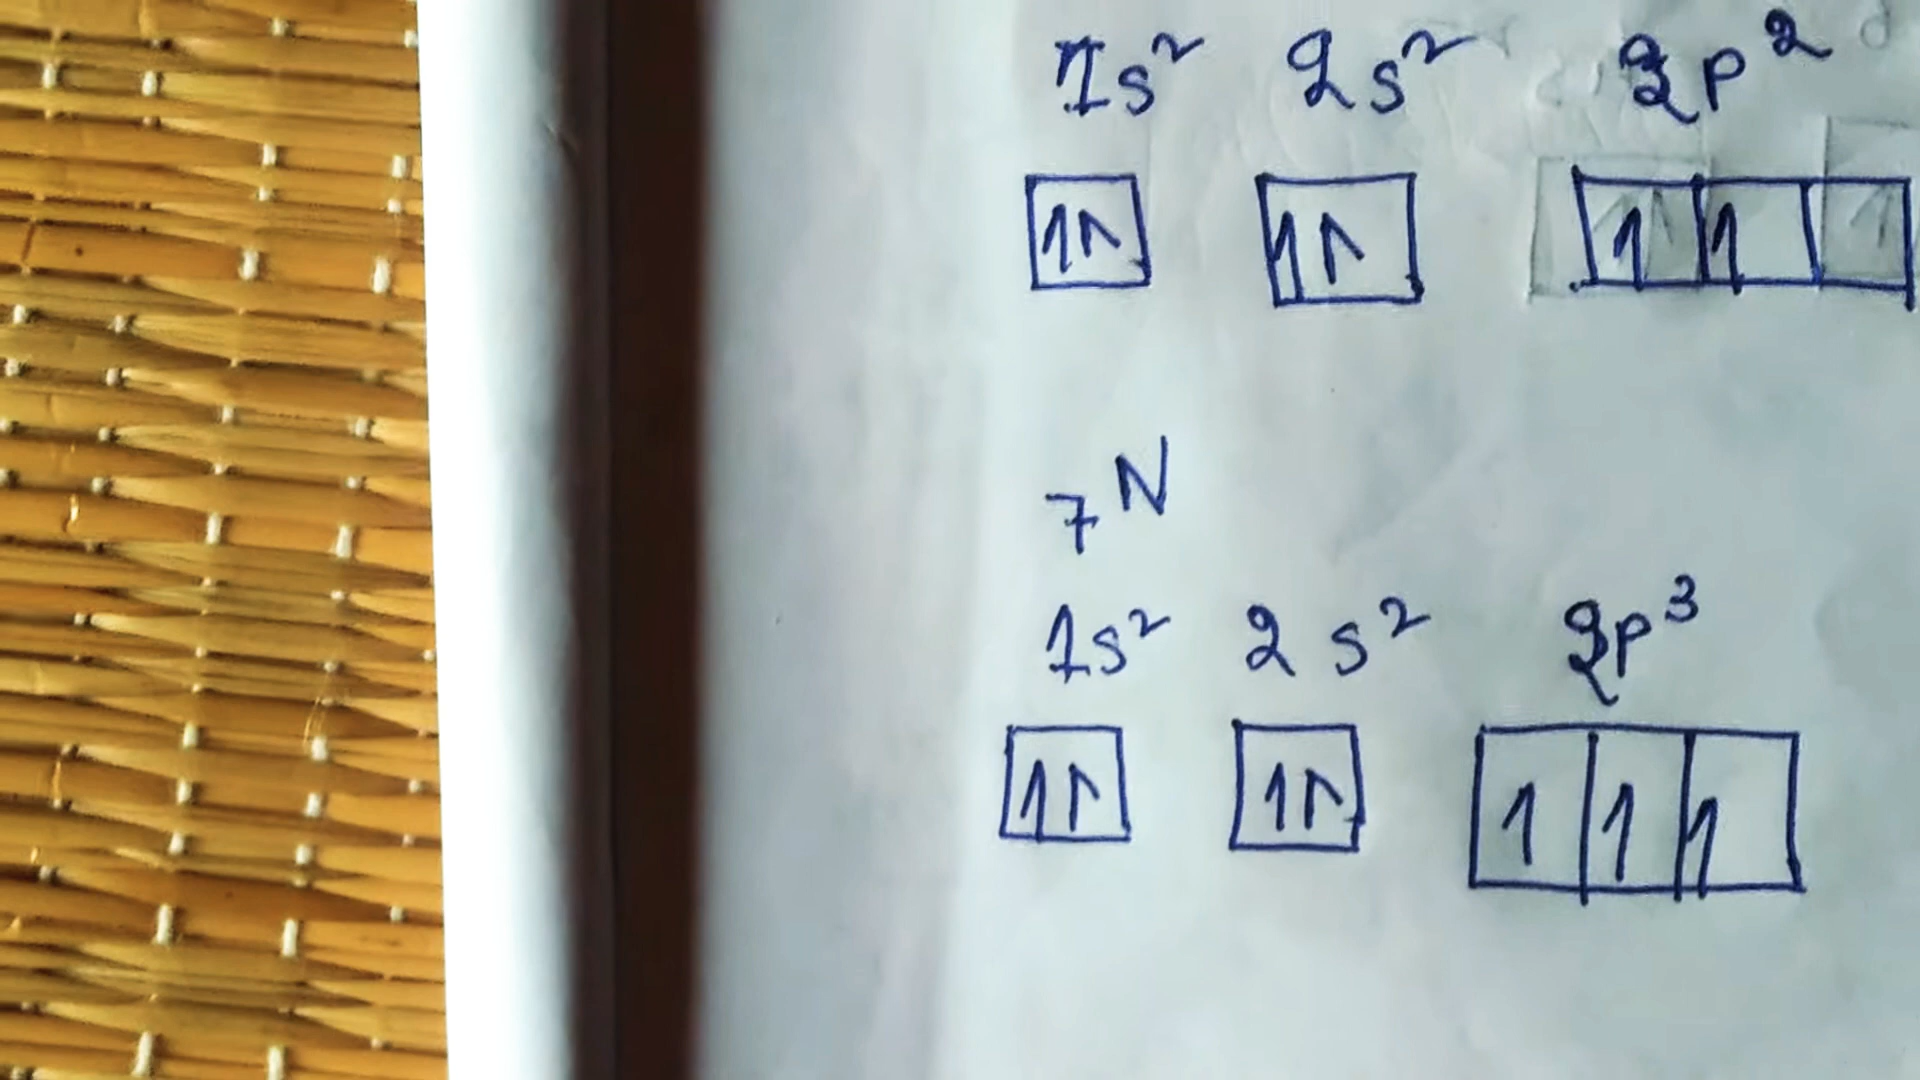 1s² 2s² 2p²
↑↾ ↑↾ ↑ ↑
₇N
1s² 2s² 2p³
↑↾ ↑↾ ↑ ↑ ↑